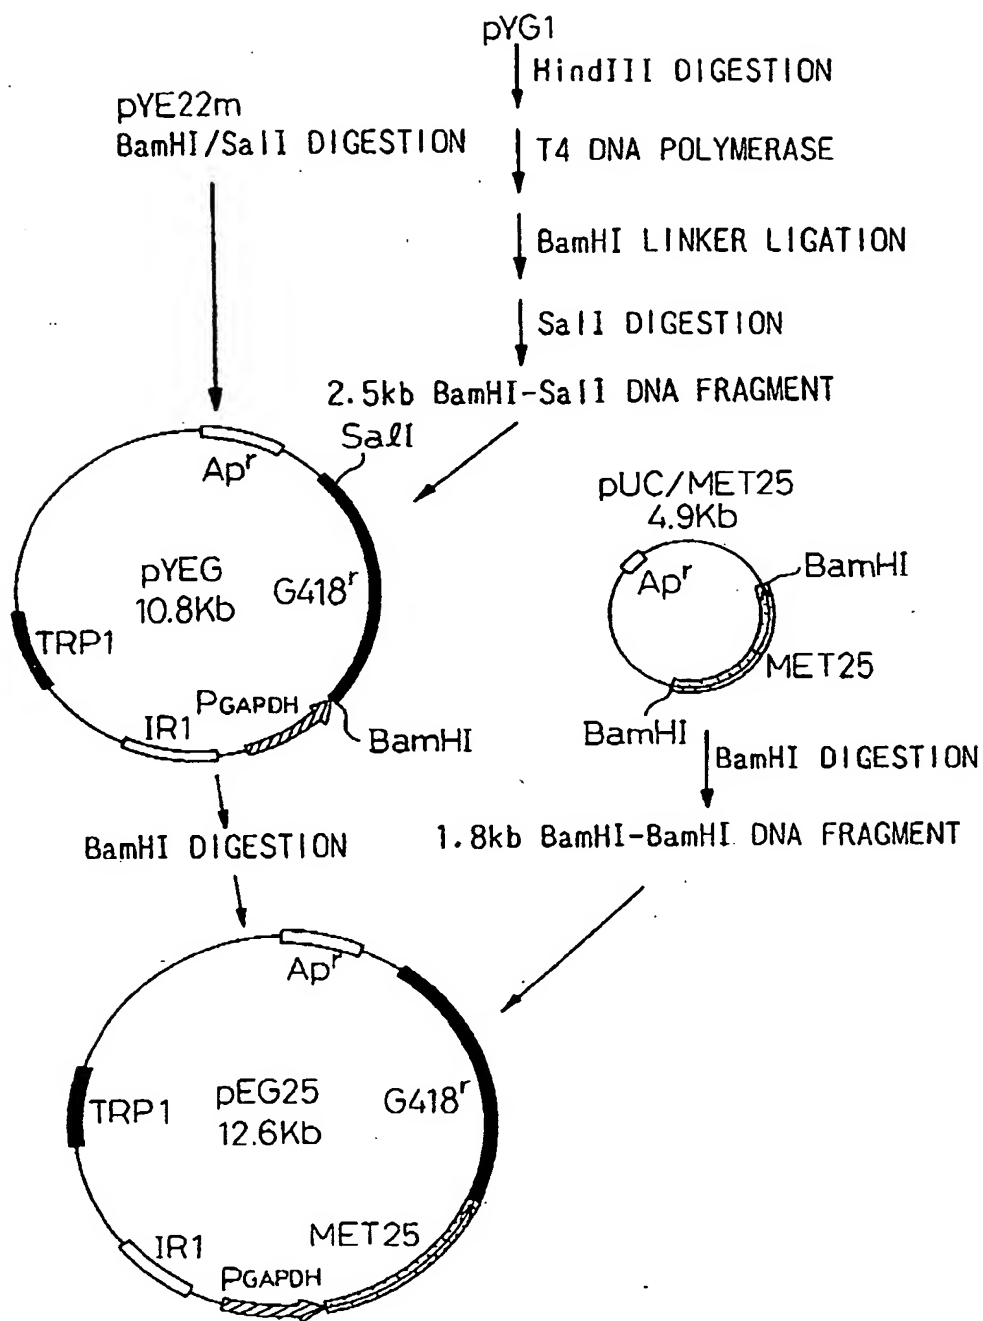 pYG1
HindIII DIGESTION
pYE22m
BamHI/SalI DIGESTION
T4 DNA POLYMERASE
BamHI LINKER LIGATION
SalI DIGESTION
2.5kb BamHI-SalI DNA FRAGMENT
SalI
Apʳ
pYEG
10.8Kb
G418ʳ
TRP1
PGAPDH
IR1
BamHI
pUC/MET25
4.9Kb
Apʳ
BamHI
MET25
BamHI
BamHI DIGESTION
BamHI DIGESTION
1.8kb BamHI-BamHI DNA FRAGMENT
Apʳ
TRP1
pEG25
12.6Kb
G418ʳ
MET25
IR1
PGAPDH